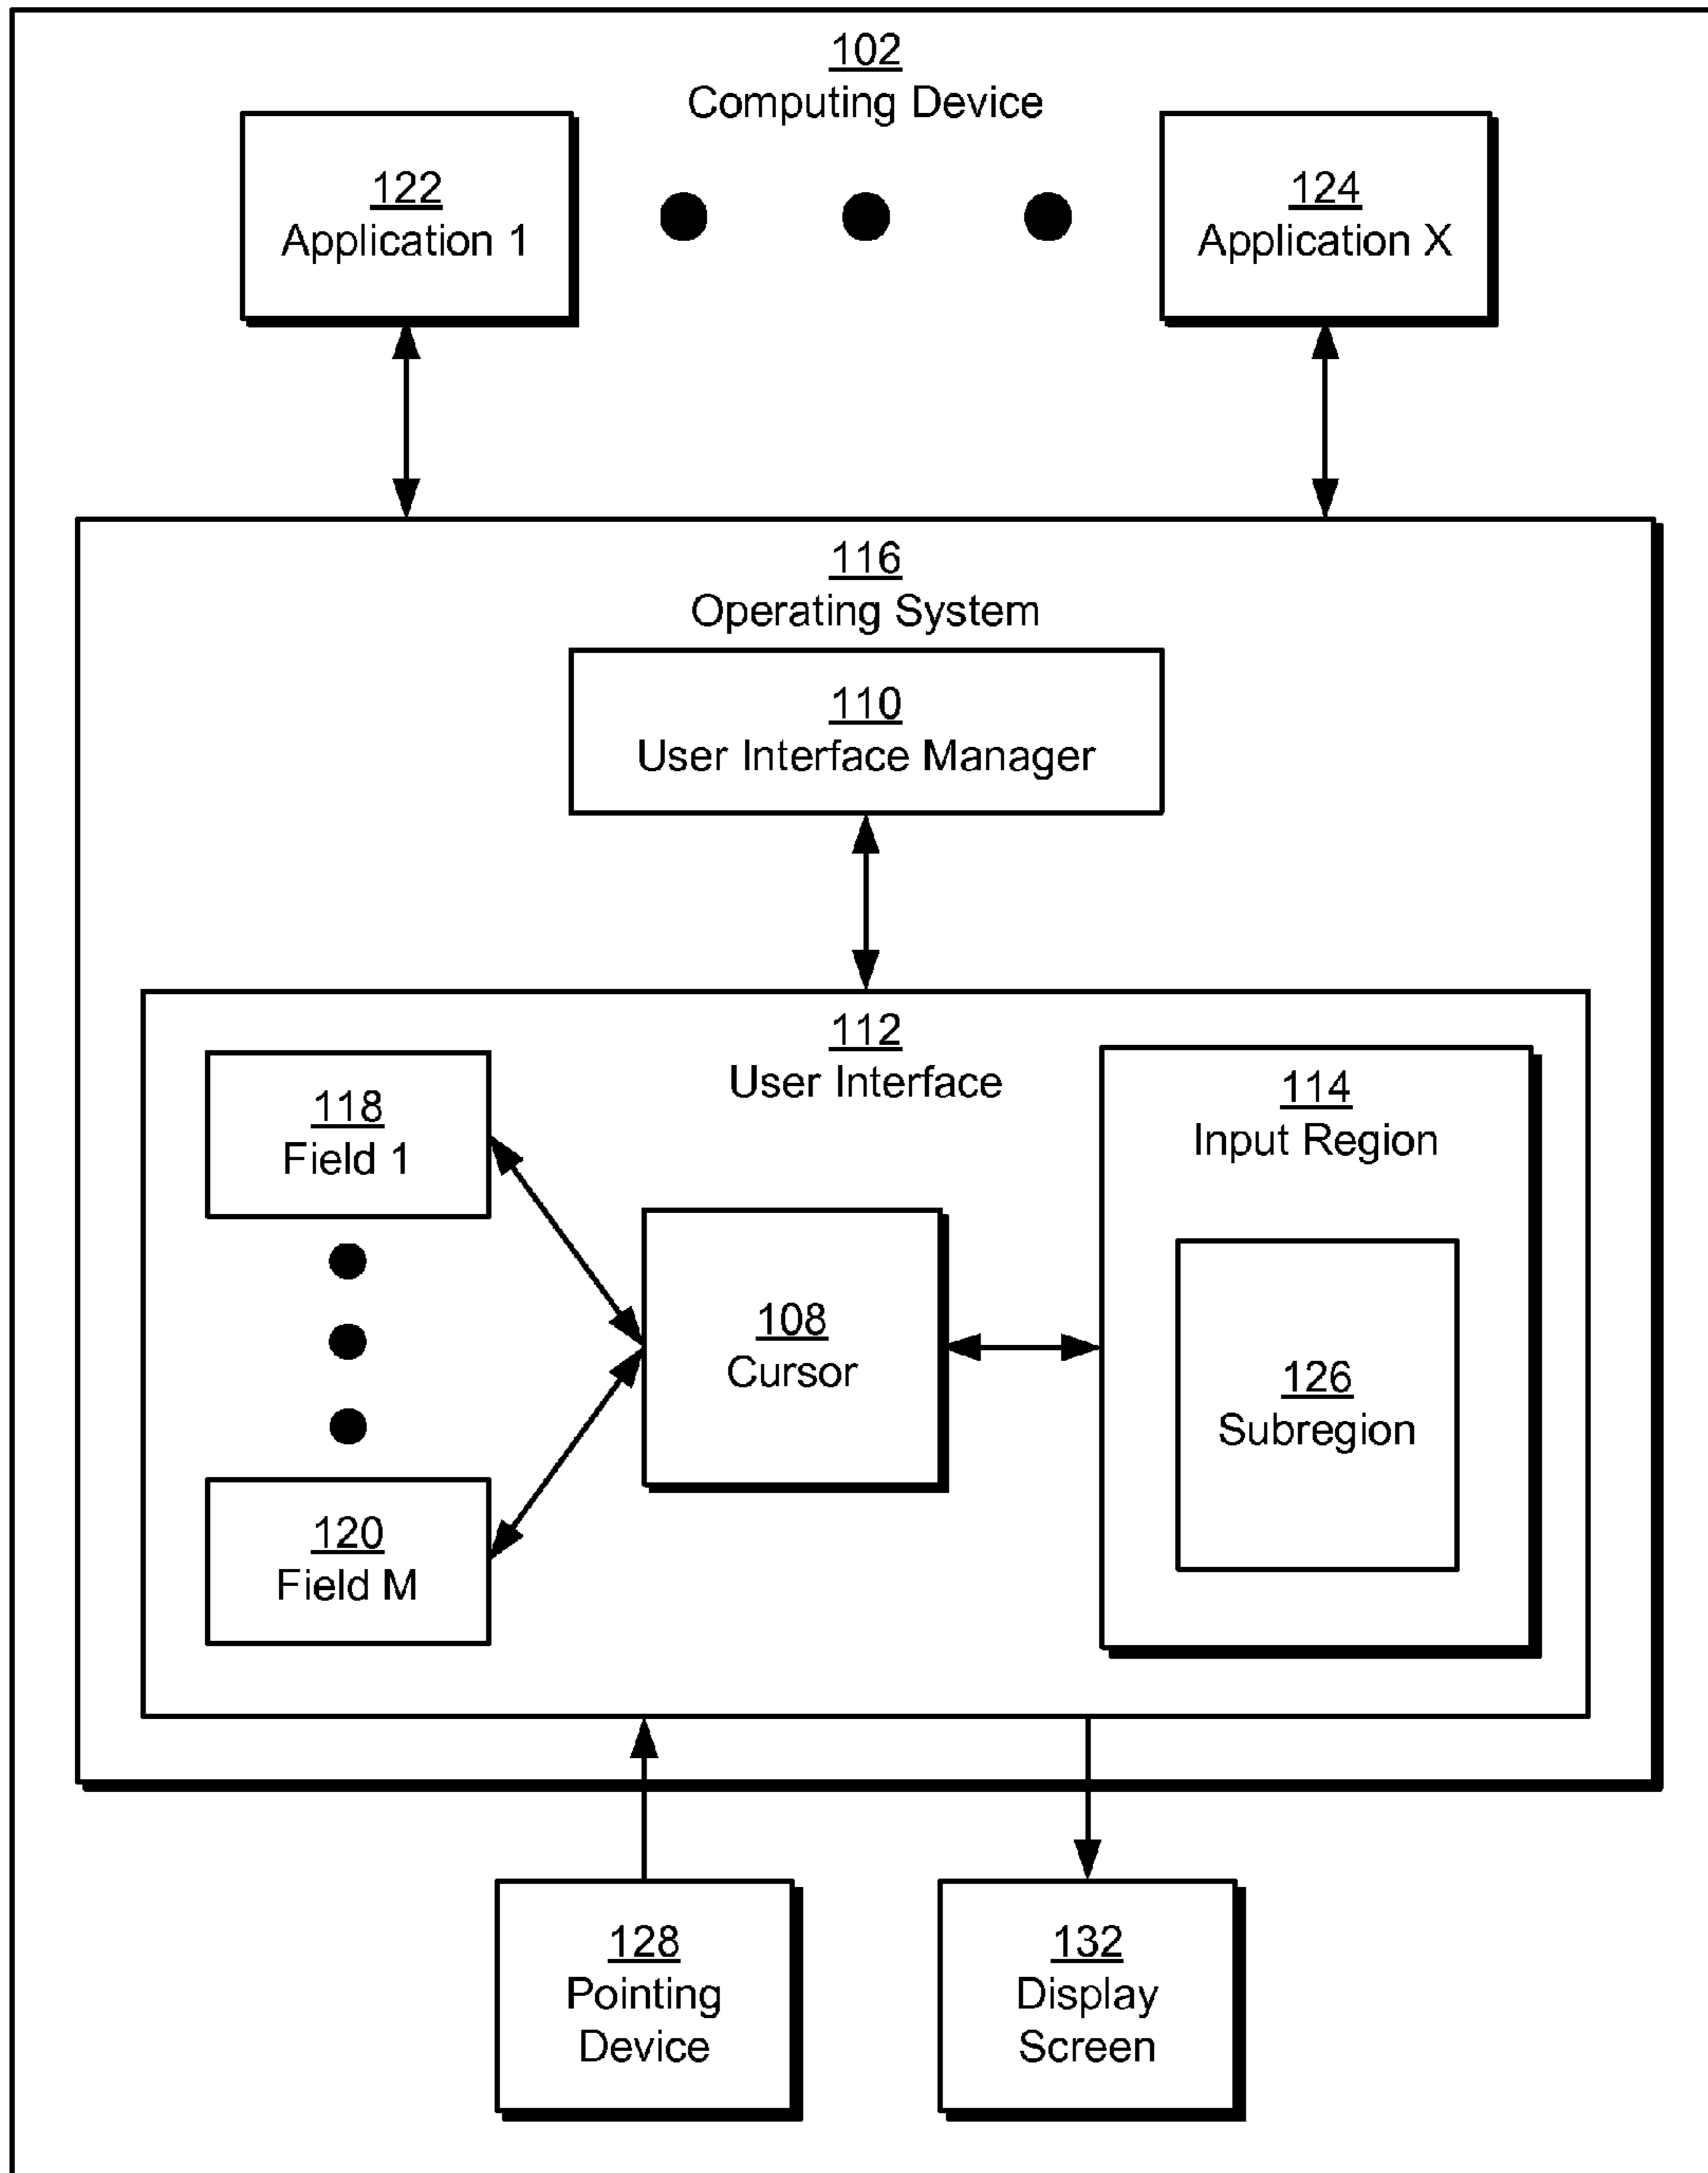 102
Computing Device
122
Application 1
124
Application X
116
Operating System
110
User Interface Manager
112
User Interface
118
Field 1
114
Input Region
108
Cursor
126
Subregion
120
Field M
128
Pointing
Device
132
Display
Screen